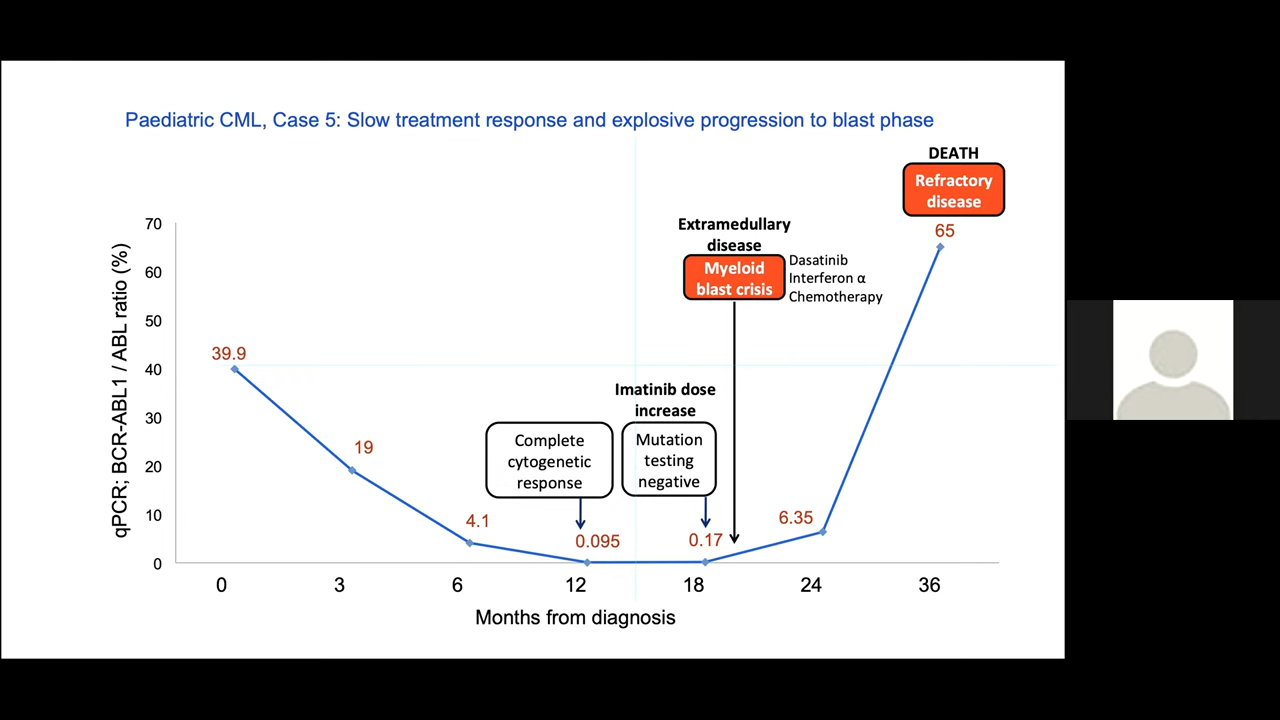 Paediatric CML, Case 5: Slow treatment response and explosive progression to blast phase
DEATH
Refractory
disease
65
Extramedullary
disease
Myeloid
blast crisis
Dasatinib
Interferon α
Chemotherapy
qPCR; BCR-ABL1 / ABL ratio (%)
70
60
50
40
30
20
10
0
39.9
19
4.1
Complete
cytogenetic
response
0.095
Imatinib dose
increase
Mutation
testing
negative
0.17
6.35
0
3
6
12
18
24
36
Months from diagnosis